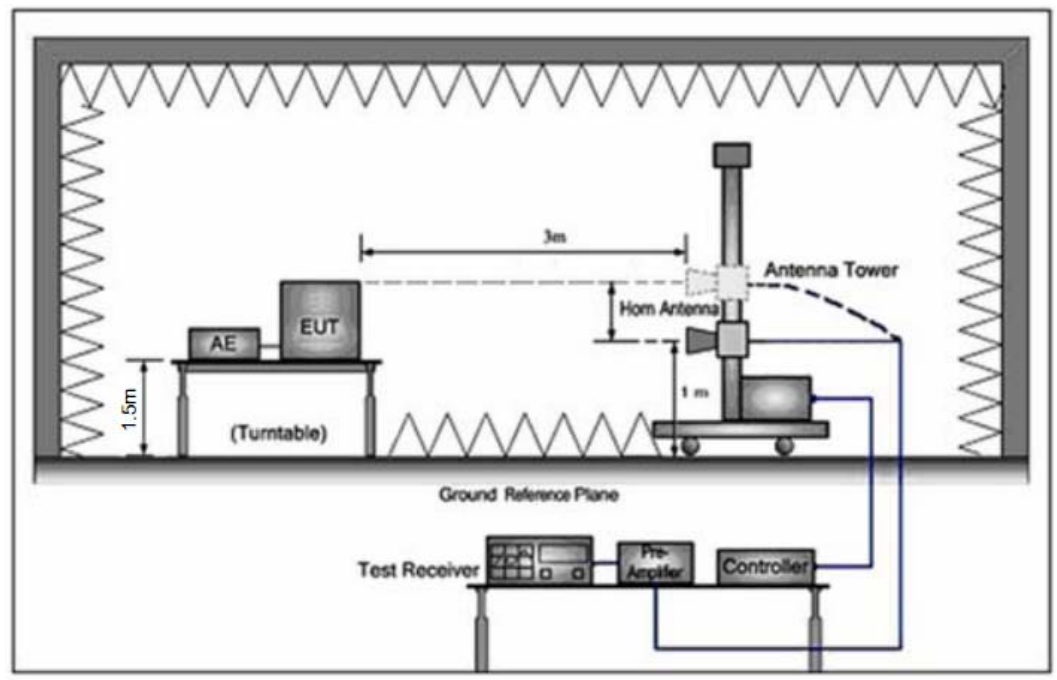 3m
Antenna Tower
Horn Antenna
EUT
AE
1.5m
1 m
(Turntable)
Ground Reference Plane
Test Receiver
Pre-
Amplifier
Controller